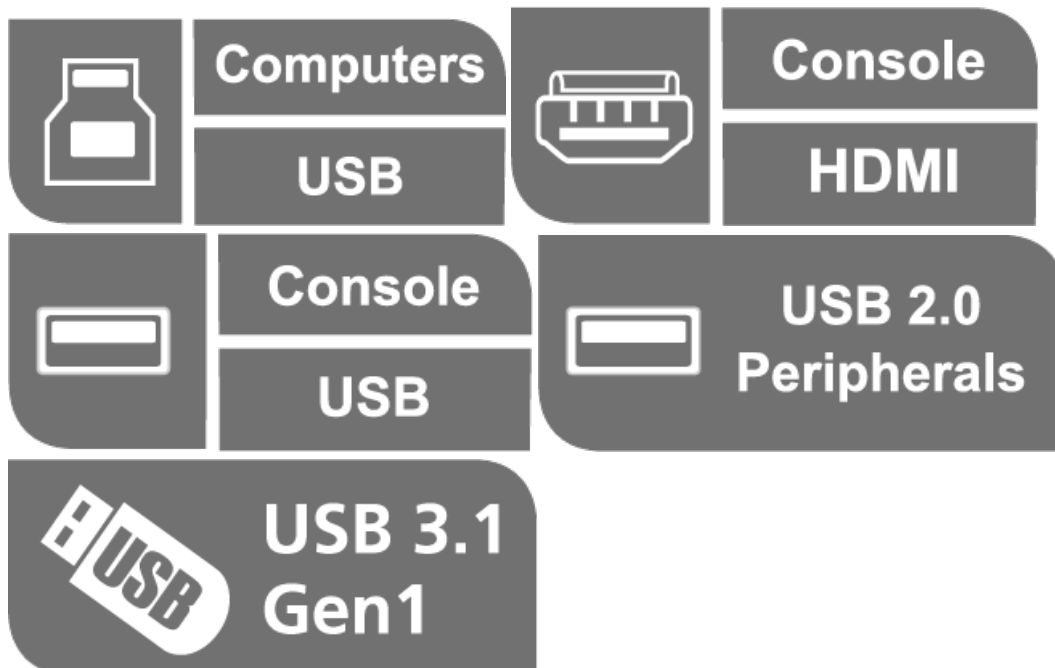 Computers
USB
Console
HDMI
Console
USB
USB 2.0
Peripherals
USB
USB 3.1
Gen1